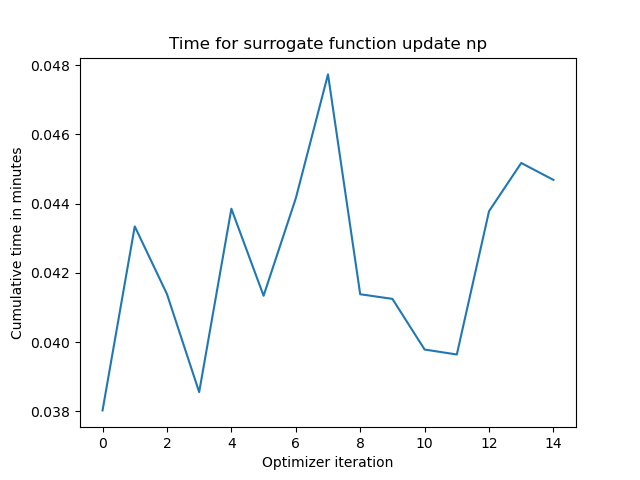 Time for surrogate function update np
Cumulative time in minutes
0.048
0.046
0.044
0.042
0.040
0.038
0 2 4 6 8 10 12 14
Optimizer iteration